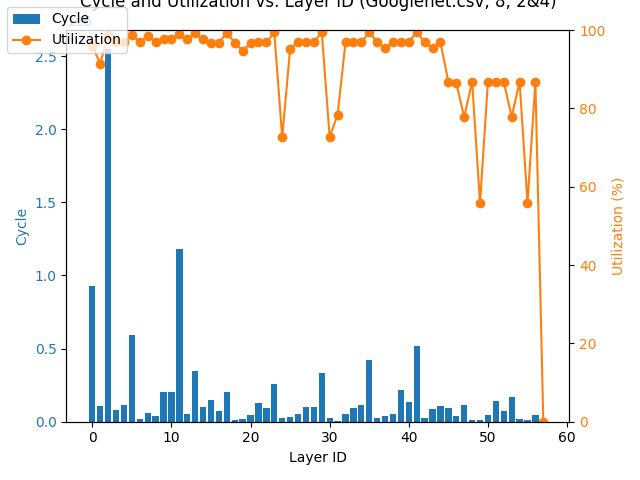 Cycle and Utilization vs. Layer ID (Googlenet.csv, 8, 2&4)
Cycle
Utilization
2.5
2.0
1.5
1.0
0.5
0.0
Cycle
100
80
60
40
20
0
Utilization (%)
0 10 20 30 40 50 60
Layer ID